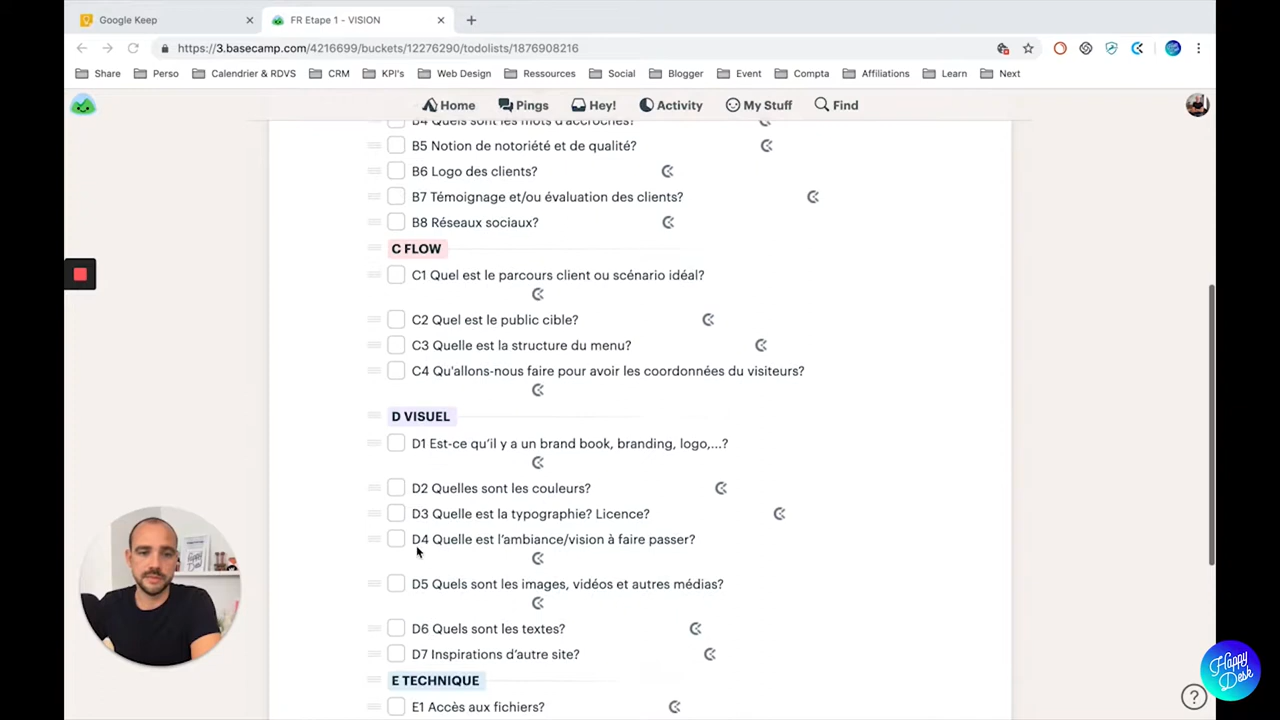 Google Keep
FR Etape 1 - VISION
https://3.basecamp.com/4216699/buckets/12276290/todolists/1876908216
Share Perso Calendrier & RDVS CRM KPI's Web Design Ressources Social Blogger Event Compta Affiliations Learn Next
Home Pings Hey! Activity My Stuff Find
B4 Quels sont les mots d'accroches?
B5 Notion de notoriété et de qualité?
B6 Logo des clients?
B7 Témoignage et/ou évaluation des clients?
B8 Réseaux sociaux?
C FLOW
C1 Quel est le parcours client ou scénario idéal?
C2 Quel est le public cible?
C3 Quelle est la structure du menu?
C4 Qu'allons-nous faire pour avoir les coordonnées du visiteurs?
D VISUEL
D1 Est-ce qu'il y a un brand book, branding, logo,...?
D2 Quelles sont les couleurs?
D3 Quelle est la typographie? Licence?
D4 Quelle est l'ambiance/vision à faire passer?
D5 Quels sont les images, vidéos et autres médias?
D6 Quels sont les textes?
D7 Inspirations d'autre site?
E TECHNIQUE
E1 Accès aux fichiers?
Happy
Desk
?